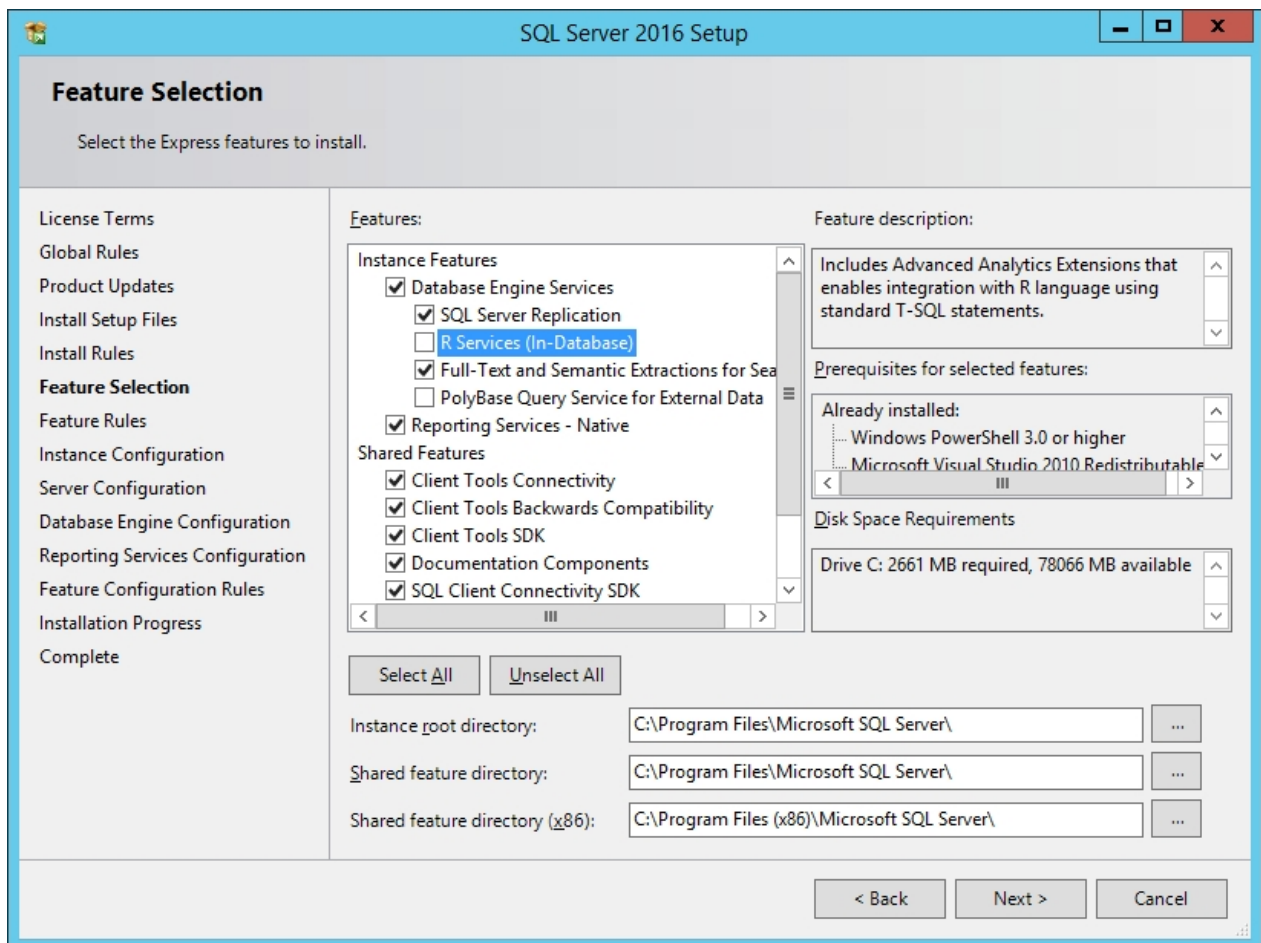 SQL Server 2016 Setup
Feature Selection
Select the Express features to install.
License Terms
Global Rules
Product Updates
Install Setup Files
Install Rules
Feature Selection
Feature Rules
Instance Configuration
Server Configuration
Database Engine Configuration
Reporting Services Configuration
Feature Configuration Rules
Installation Progress
Complete
Features:
Instance Features
Database Engine Services
SQL Server Replication
R Services (In-Database)
Full-Text and Semantic Extractions for Sea
PolyBase Query Service for External Data
Reporting Services - Native
Shared Features
Client Tools Connectivity
Client Tools Backwards Compatibility
Client Tools SDK
Documentation Components
SQL Client Connectivity SDK
Feature description:
Includes Advanced Analytics Extensions that
enables integration with R language using
standard T-SQL statements.
Prerequisites for selected features:
Already installed:
Windows PowerShell 3.0 or higher
Microsoft Visual Studio 2010 Redistributable
Disk Space Requirements
Drive C: 2661 MB required, 78066 MB available
Select All
Unselect All
Instance root directory:
C:\Program Files\Microsoft SQL Server\
...
Shared feature directory:
C:\Program Files\Microsoft SQL Server\
...
Shared feature directory (x86):
C:\Program Files (x86)\Microsoft SQL Server\
...
< Back
Next >
Cancel